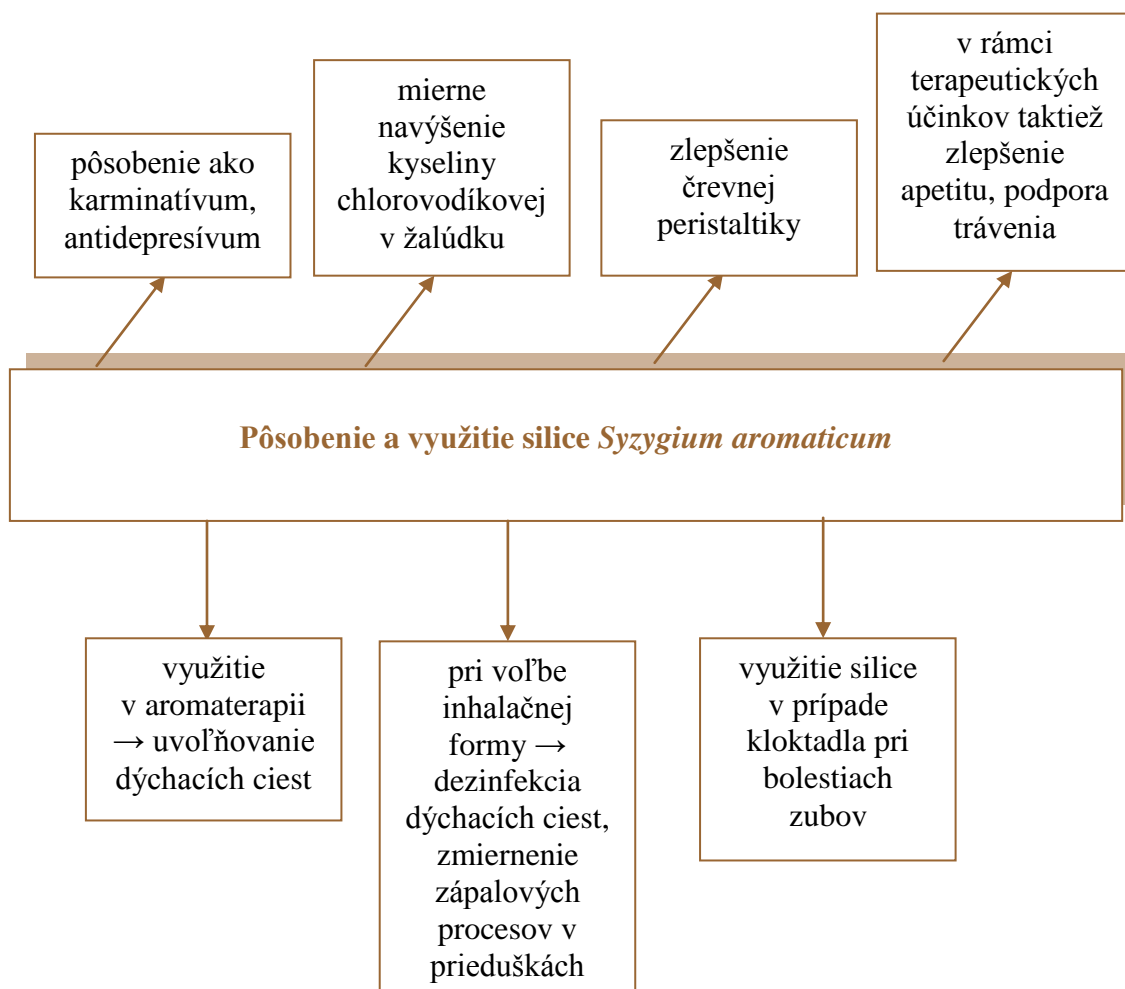 pôsobenie ako
karminatívum,
antidepresívum
mierne
navýšenie
kyseliny
chlorovodíkovej
v žalúdku
zlepšenie
črevnej
peristaltiky
v rámci
terapeutických
účinkov taktiež
zlepšenie
apetitu, podpora
trávenia
Pôsobenie a využitie silice Syzygium aromaticum
využitie
v aromaterapii
→ uvoľňovanie
dýchacích ciest
pri voľbe
inhalačnej
formy →
dezinfekcia
dýchacích ciest,
zmiernenie
zápalových
procesov v
prieduškách
využitie silice
v prípade
kloktadla pri
bolestiach
zubov